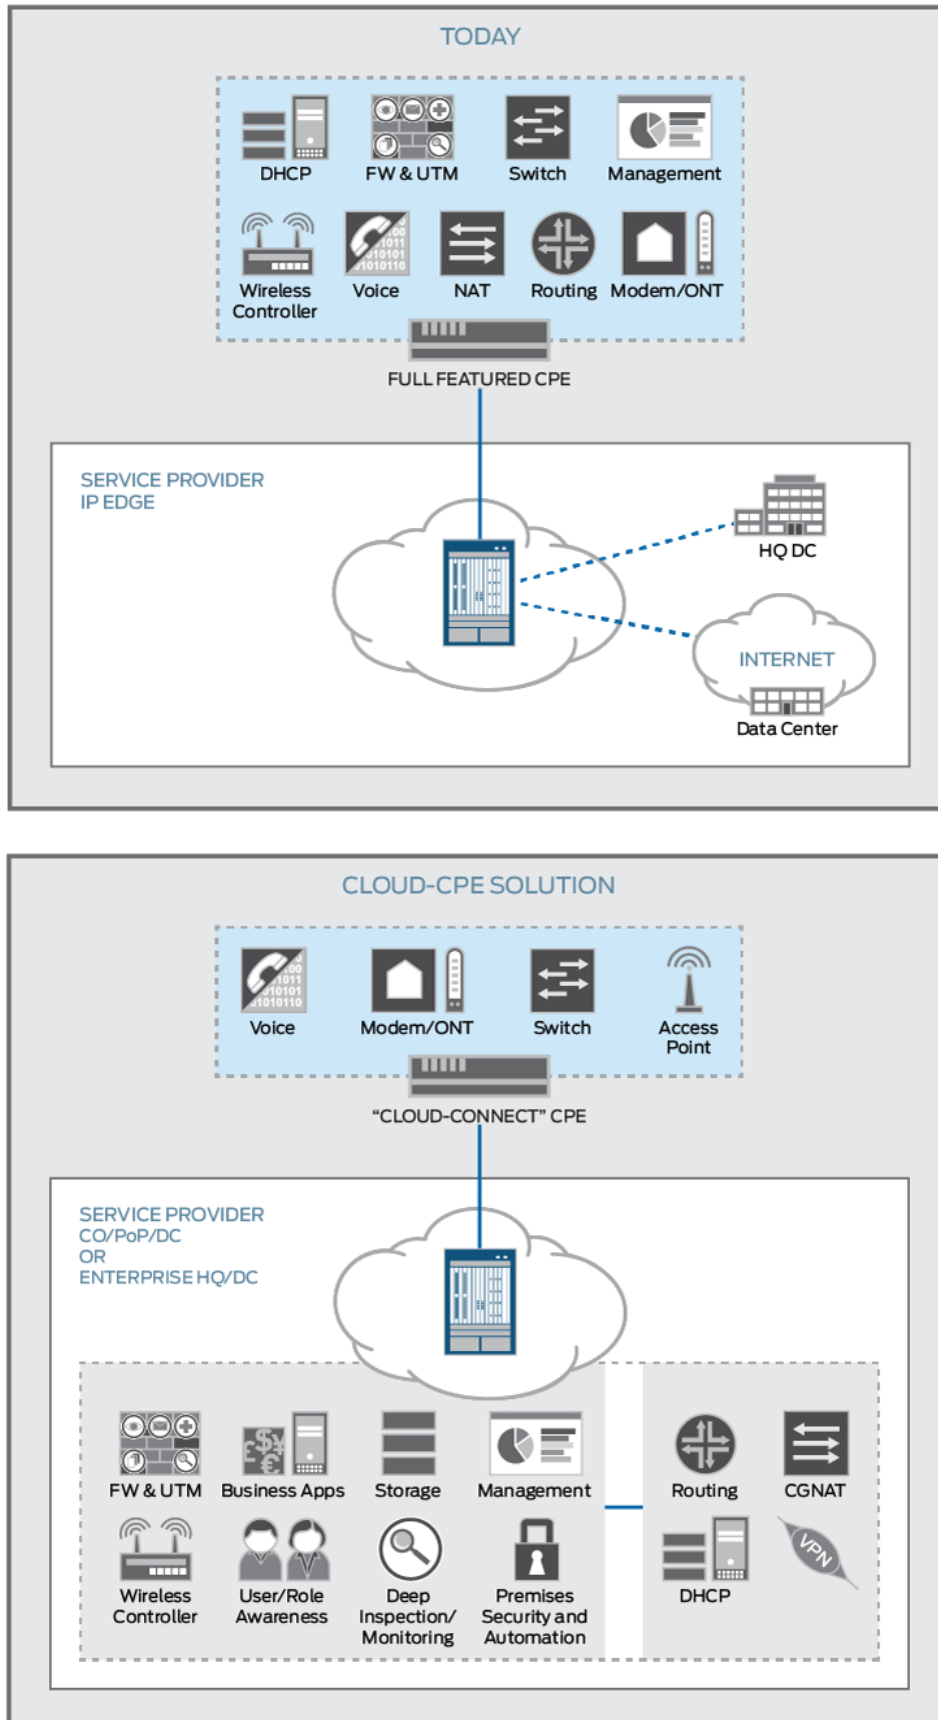 TODAY
DHCP
FW & UTM
Switch
Management
Wireless
Controller
Voice
NAT
Routing
Modem/ONT
FULL FEATURED CPE
SERVICE PROVIDER
IP EDGE
HQ DC
INTERNET
Data Center
CLOUD-CPE SOLUTION
Voice
Modem/ONT
Switch
Access
Point
“CLOUD-CONNECT” CPE
SERVICE PROVIDER
CO/PoP/DC
OR
ENTERPRISE HQ/DC
FW & UTM
Business Apps
Storage
Management
Routing
CGNAT
Wireless
Controller
User/Role
Awareness
Deep
Inspection/
Monitoring
Premises
Security and
Automation
DHCP
VPN